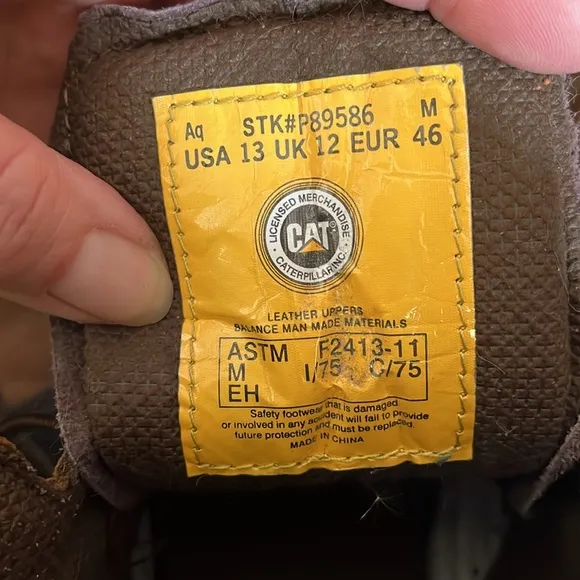 Aq STK#P89586 M
USA 13 UK 12 EUR 46
LICENSED MERCHANDISE
CAT®
CATERPILLAR INC.
LEATHER UPPERS
BALANCE MAN MADE MATERIALS
ASTM F2413-11
M I/75 C/75
EH
Safety footwear that is damaged
or involved in any accident will fail to provide
future protection and must be replaced.
MADE IN CHINA